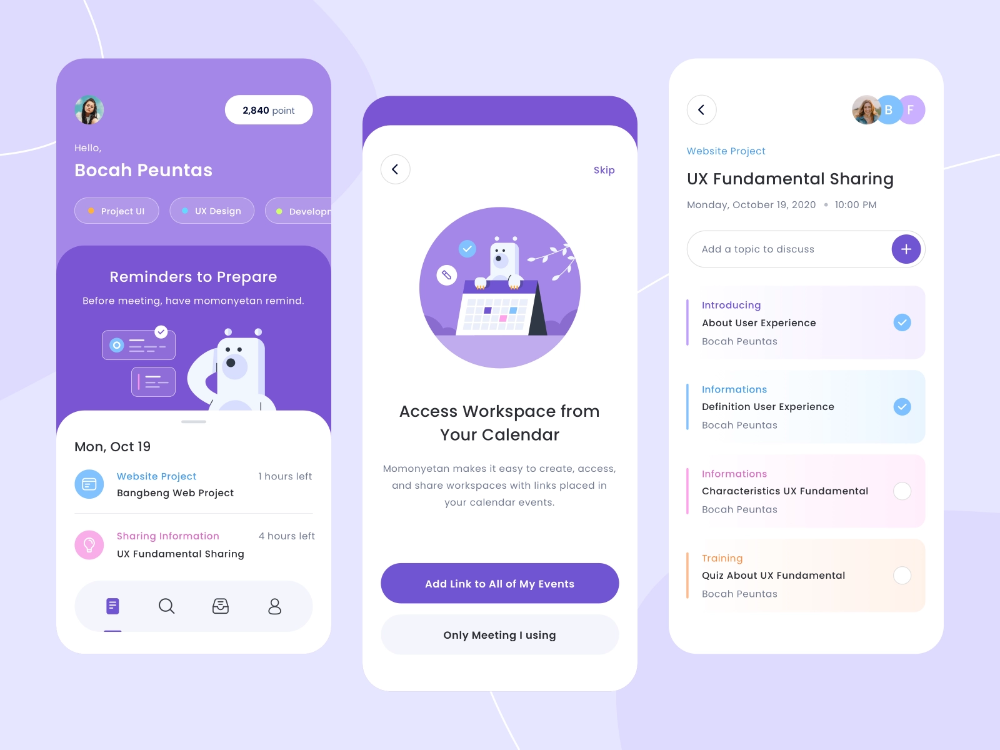 2,840 point
Hello,
Bocah Peuntas
Project UI
UX Design
Developm
Reminders to Prepare
Before meeting, have momonyetan remind.
Mon, Oct 19
Website Project
1 hours left
Bangbeng Web Project
Sharing Information
4 hours left
UX Fundamental Sharing
Skip
Access Workspace from
Your Calendar
Momonyetan makes it easy to create, access,
and share workspaces with links placed in
your calendar events.
Add Link to All of My Events
Only Meeting I using
B
F
Website Project
UX Fundamental Sharing
Monday, October 19, 2020 • 10:00 PM
Add a topic to discuss
Introducing
About User Experience
Bocah Peuntas
Informations
Definition User Experience
Bocah Peuntas
Informations
Characteristics UX Fundamental
Bocah Peuntas
Training
Quiz About UX Fundamental
Bocah Peuntas